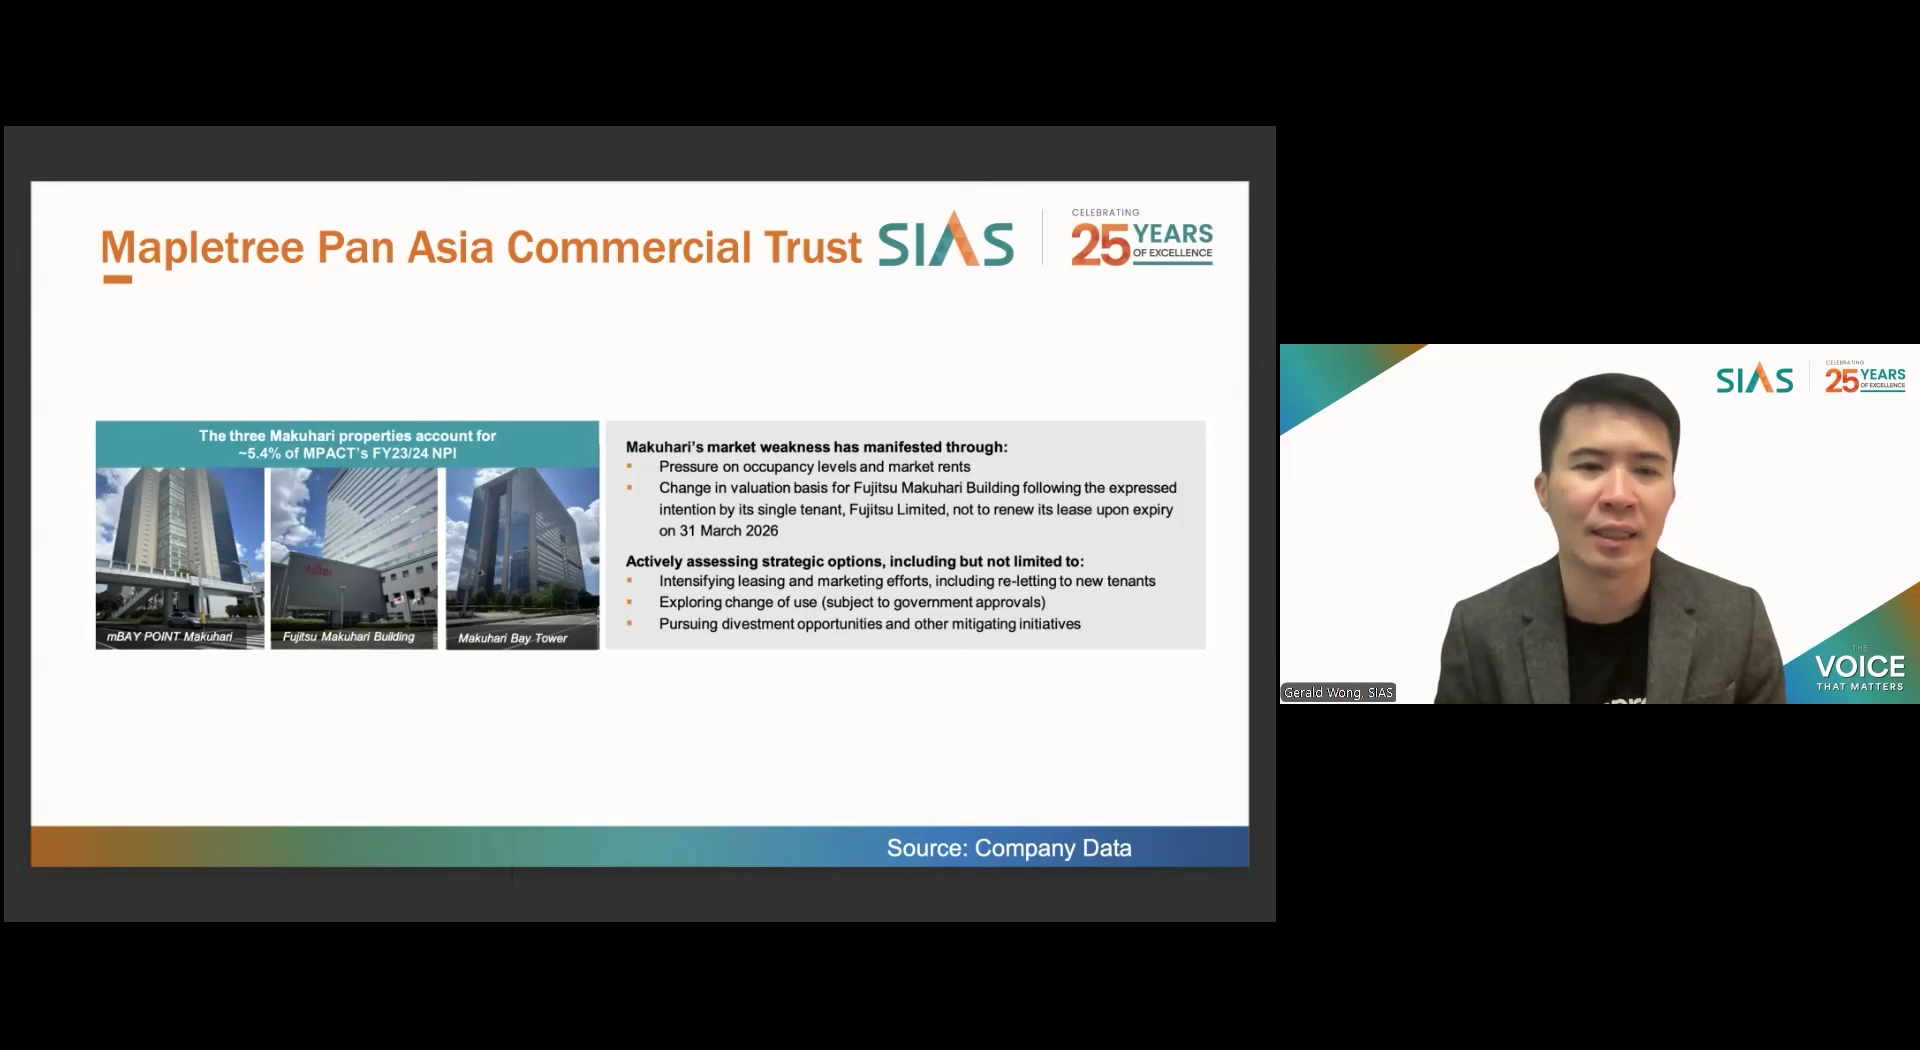 Mapletree Pan Asia Commercial Trust
SIAS
CELEBRATING
25 YEARS
OF EXCELLENCE
The three Makuhari properties account for
~5.4% of MPACT's FY23/24 NPI
mBAY POINT Makuhari
Fujitsu Makuhari Building
Makuhari Bay Tower
Makuhari's market weakness has manifested through:
▪ Pressure on occupancy levels and market rents
▪ Change in valuation basis for Fujitsu Makuhari Building following the expressed
intention by its single tenant, Fujitsu Limited, not to renew its lease upon expiry
on 31 March 2026
Actively assessing strategic options, including but not limited to:
▪ Intensifying leasing and marketing efforts, including re-letting to new tenants
▪ Exploring change of use (subject to government approvals)
▪ Pursuing divestment opportunities and other mitigating initiatives
Source: Company Data
SIAS
CELEBRATING
25 YEARS
OF EXCELLENCE
THE
VOICE
THAT MATTERS
Gerald Wong, SIAS